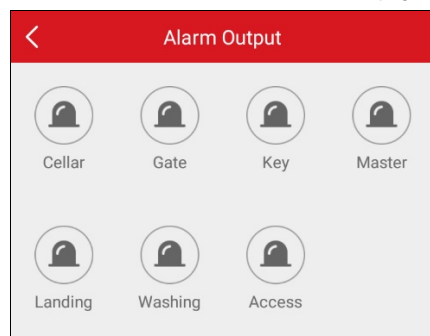 Alarm Output
Cellar Gate Key Master
Landing Washing Access